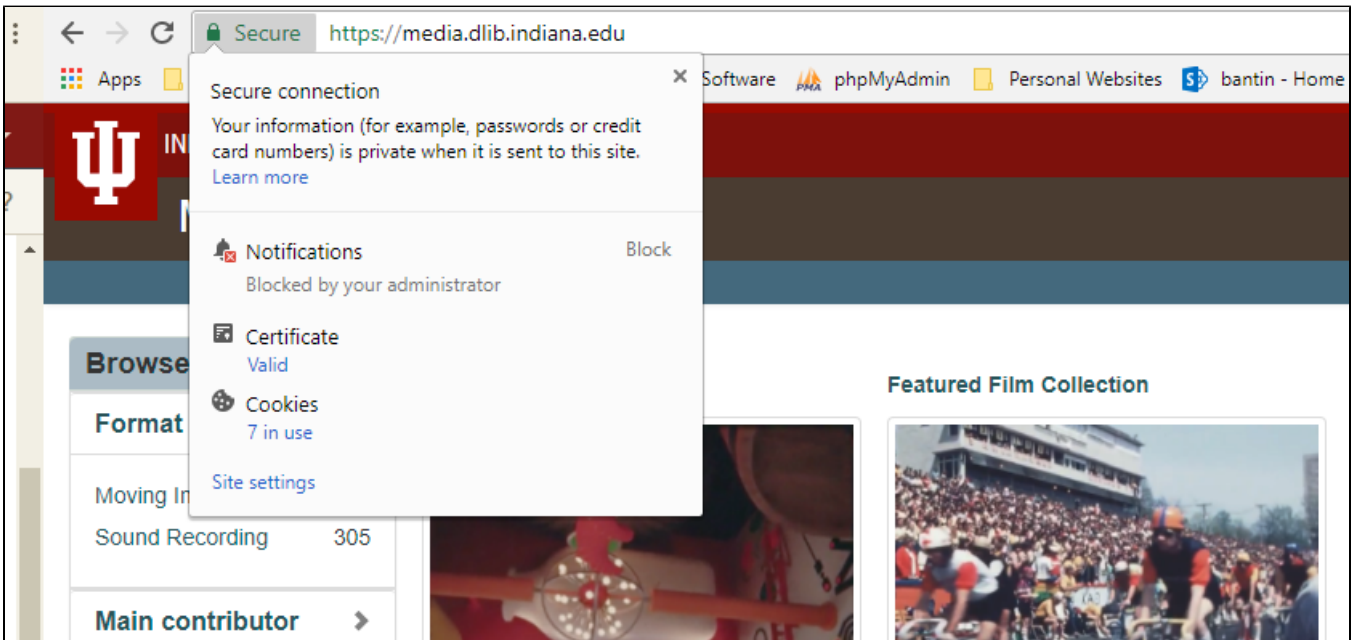 Secure https://media.dlib.indiana.edu
Apps Software phpMyAdmin Personal Websites bantin - Home
Secure connection
Your information (for example, passwords or credit
card numbers) is private when it is sent to this site.
Learn more
Notifications Block
Blocked by your administrator
Certificate
Valid
Cookies
7 in use
Site settings
Browse
Format
Moving
Sound Recording 305
Main contributor
Featured Film Collection